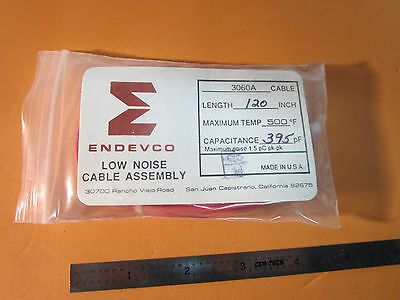 3060A CABLE
LENGTH 120 INCH
MAXIMUM TEMP 500 °F
CAPACITANCE 395 pF
Maximum noise 1.5 pC pk-pk
MADE IN U.S.A.
ENDEVCO
LOW NOISE
CABLE ASSEMBLY
30700 Rancho Viejo Road San Juan Capistrano, California 92675
1 2 3 CEN-TECH 4